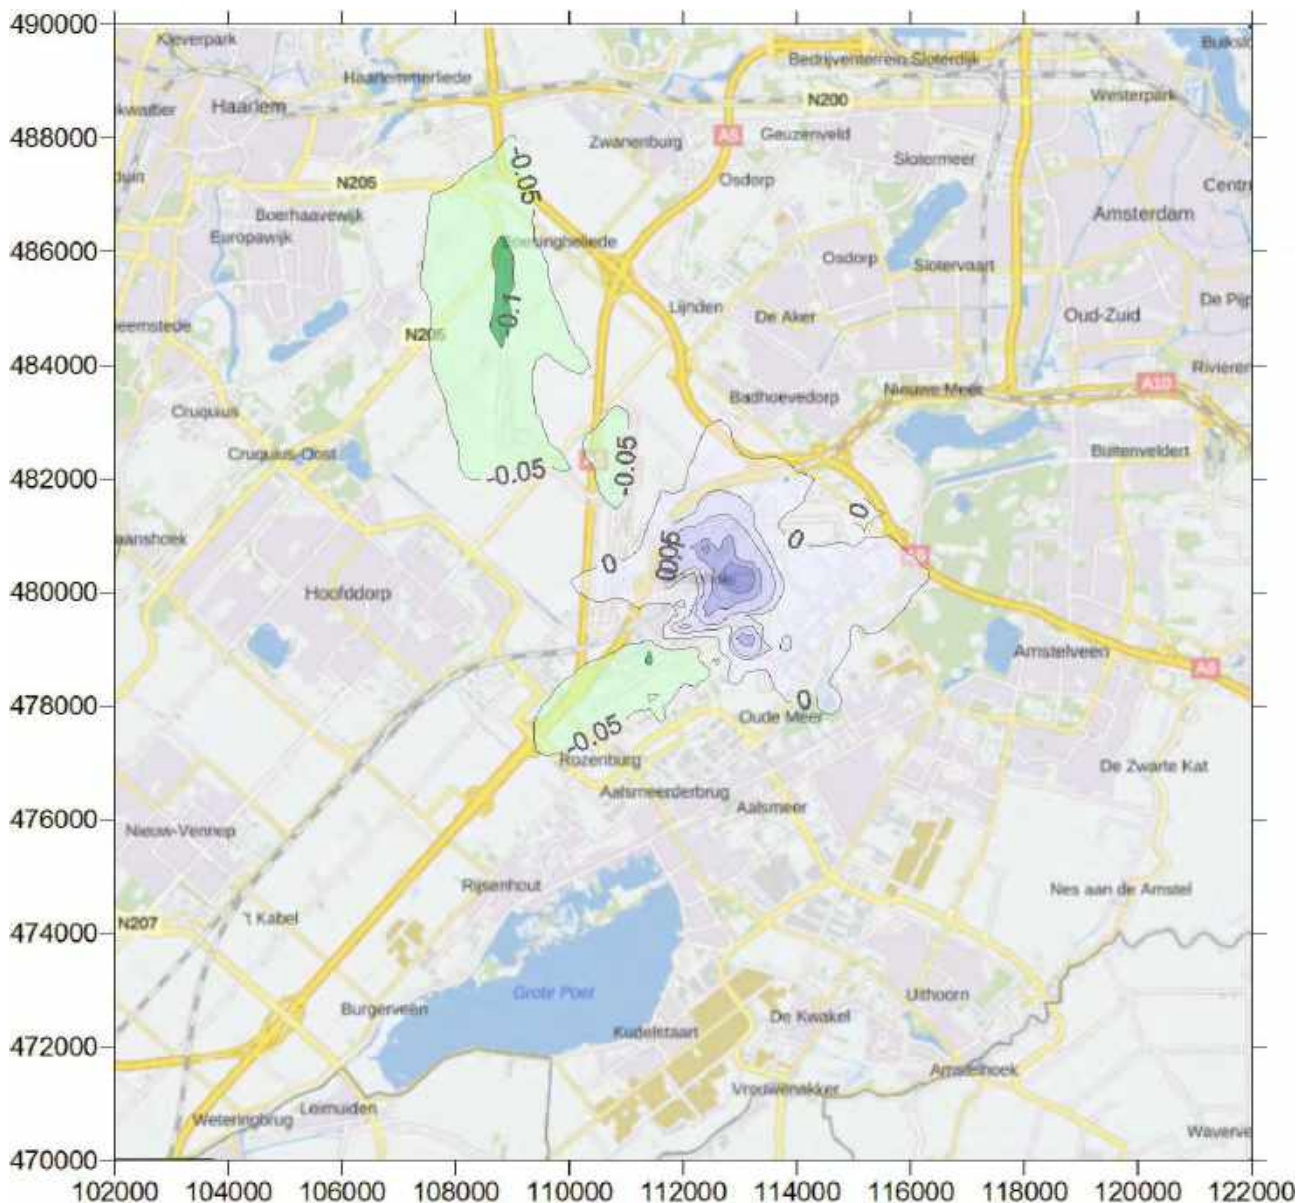 490000
Kleverpark
Haarlemmerliede
Bedrijventerrein Sloterdijk
Haarlem
N200
Westerpark
488000
Zwanenburg
A5
Geuzenveld
Slotermeer
-0.05
N205
Osdorp
Boerhaavewijk
Amsterdam
Europawijk
486000
Osdorp
Slotervaart
-0.1
Lijnden
De Aker
Oud-Zuid
N205
484000
Nieuwe Meer
A10
Badhoevedorp
Cruquius
Cruquius-Oost
Buitenveldert
482000
-0.05
-0.05
0
0
0
0.05
480000
Hoofddorp
Amstelveen
A9
478000
0
Oude Meer
-0.05
Rozenburg
De Zwarte Kat
Aalsmeerderbrug
476000
Aalsmeer
Nieuw-Vennep
Rijsenhout
Nes aan de Amstel
N207
't Kabel
474000
Grote Poel
Uithoorn
Burgerveen
De Kwakel
Kudelstaart
472000
Amstelhoek
Vrouwenakker
Leimuiden
Weteringbrug
470000
102000 104000 106000 108000 110000 112000 114000 116000 118000 120000 122000